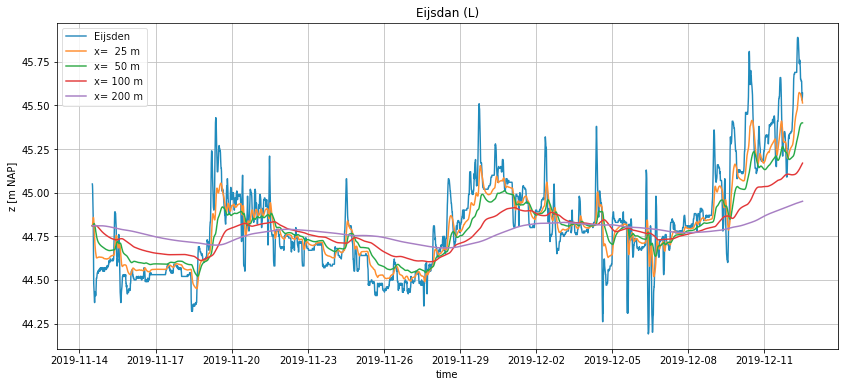 Eijsdan (L)
Eijsden
x=  25 m
x=  50 m
x= 100 m
x= 200 m
z [m NAP]
45.75
45.50
45.25
45.00
44.75
44.50
44.25
2019-11-14 2019-11-17 2019-11-20 2019-11-23 2019-11-26 2019-11-29 2019-12-02 2019-12-05 2019-12-08 2019-12-11
time